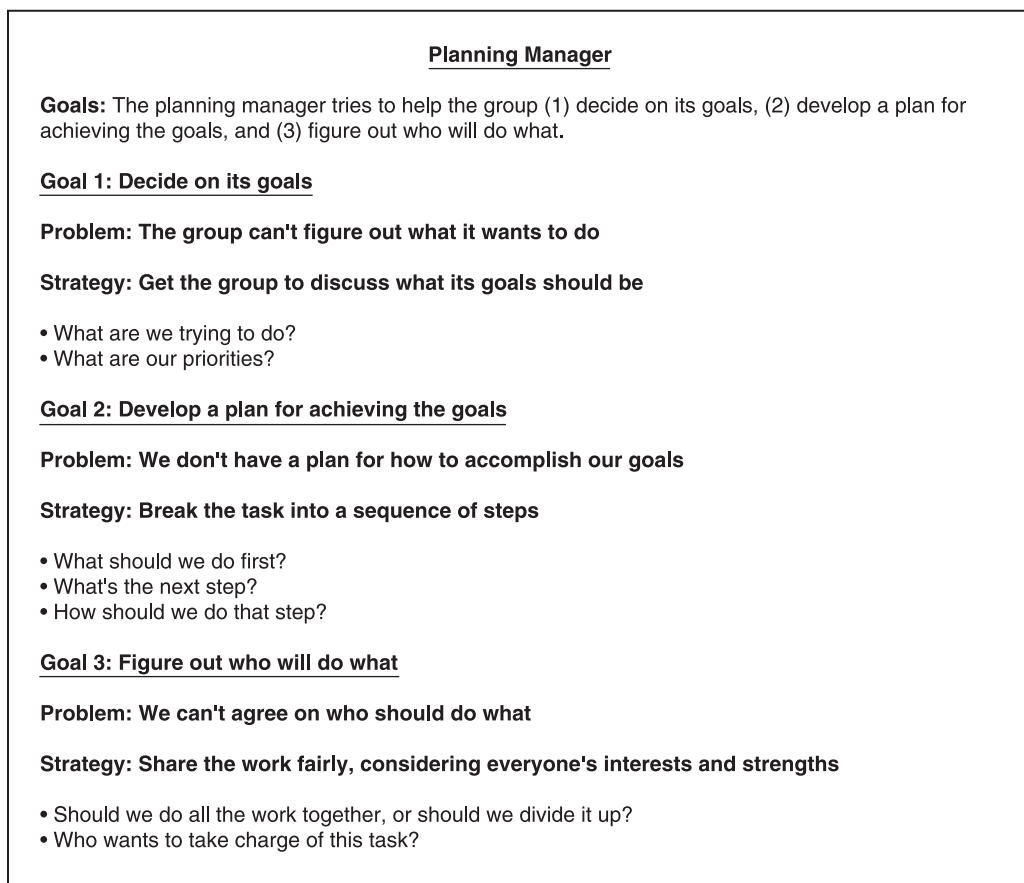 Planning Manager
Goals: The planning manager tries to help the group (1) decide on its goals, (2) develop a plan for
achieving the goals, and (3) figure out who will do what.
Goal 1: Decide on its goals
Problem: The group can't figure out what it wants to do
Strategy: Get the group to discuss what its goals should be
• What are we trying to do?
• What are our priorities?
Goal 2: Develop a plan for achieving the goals
Problem: We don't have a plan for how to accomplish our goals
Strategy: Break the task into a sequence of steps
• What should we do first?
• What's the next step?
• How should we do that step?
Goal 3: Figure out who will do what
Problem: We can't agree on who should do what
Strategy: Share the work fairly, considering everyone's interests and strengths
• Should we do all the work together, or should we divide it up?
• Who wants to take charge of this task?